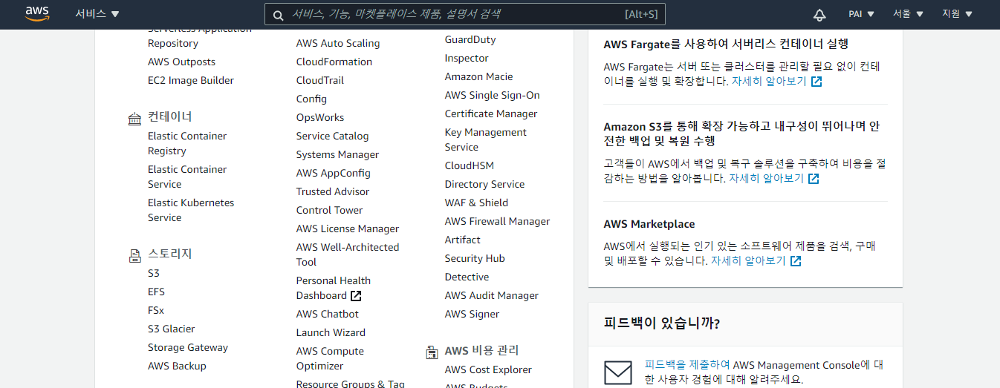 aws
서비스 ▼
서비스, 기능, 마켓플레이스 제품, 설명서 검색
[Alt+S]
PAI ▼
서울 ▼
지원 ▼
Serverless Application
Repository
AWS Outposts
EC2 Image Builder
컨테이너
Elastic Container
Registry
Elastic Container
Service
Elastic Kubernetes
Service
스토리지
S3
EFS
FSx
S3 Glacier
Storage Gateway
AWS Backup
AWS Auto Scaling
CloudFormation
CloudTrail
Config
OpsWorks
Service Catalog
Systems Manager
AWS AppConfig
Trusted Advisor
Control Tower
AWS License Manager
AWS Well-Architected
Tool
Personal Health
Dashboard
AWS Chatbot
Launch Wizard
AWS Compute
Optimizer
Resource Groups & Tag
GuardDuty
Inspector
Amazon Macie
AWS Single Sign-On
Certificate Manager
Key Management
Service
CloudHSM
Directory Service
WAF & Shield
AWS Firewall Manager
Artifact
Security Hub
Detective
AWS Audit Manager
AWS Signer
AWS 비용 관리
AWS Cost Explorer
AWS Budgets
AWS Fargate를 사용하여 서버리스 컨테이너 실행
AWS Fargate는 서버 또는 클러스터를 관리할 필요 없이 컨테
이너를 실행 및 확장합니다. 자세히 알아보기
Amazon S3를 통해 확장 가능하고 내구성이 뛰어나며 안
전한 백업 및 복원 수행
고객들이 AWS에서 백업 및 복구 솔루션을 구축하여 비용을 절
감하는 방법을 알아봅니다. 자세히 알아보기
AWS Marketplace
AWS에서 실행되는 인기 있는 소프트웨어 제품을 검색, 구매
및 배포할 수 있습니다. 자세히 알아보기
피드백이 있습니까?
피드백을 제출하여 AWS Management Console에 대
한 사용자 경험에 대해 알려주세요.